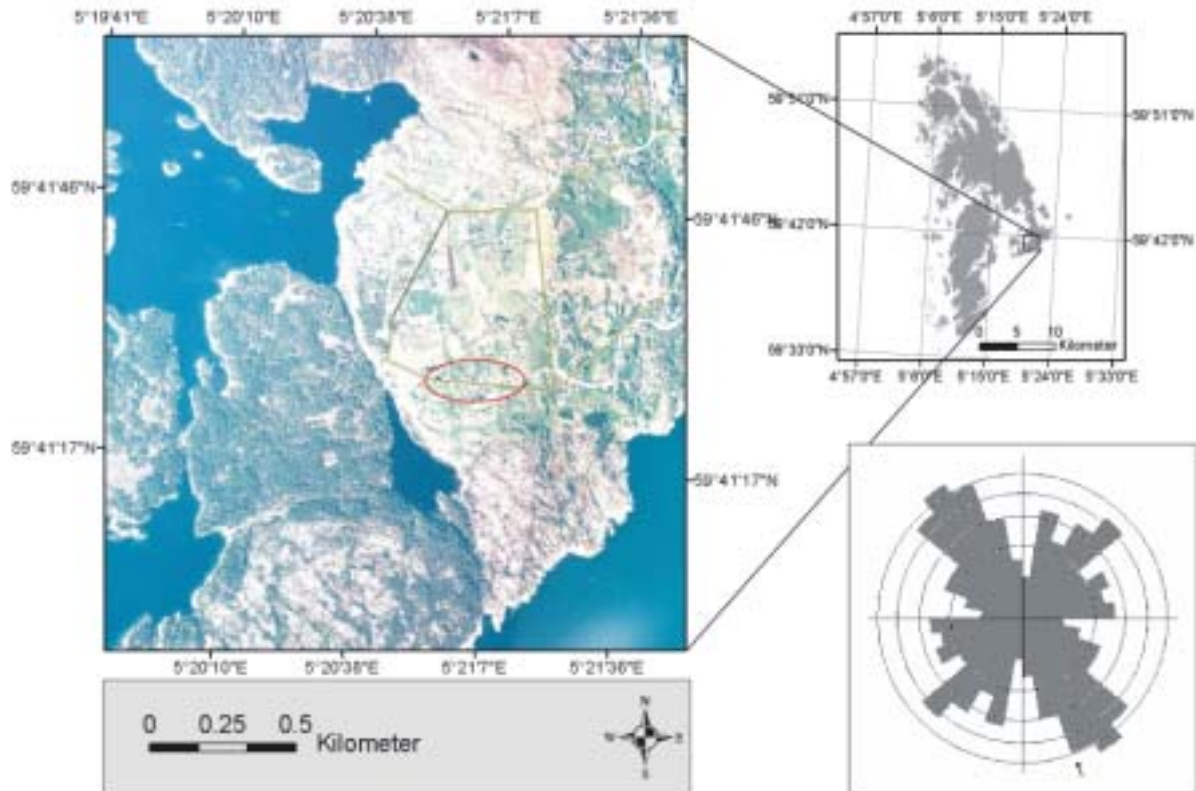 5°19'41"E 5°20'10"E 5°20'38"E 5°21'7"E 5°21'36"E
59°41'46"N
59°41'17"N
59°41'46"N
59°41'17"N
5°20'10"E 5°20'38"E 5°21'7"E 5°21'36"E
0 0.25 0.5
Kilometer
N
S
4°57'0"E 5°6'0"E 5°15'0"E 5°24'0"E
59°51'0"N
59°42'0"N
59°51'0"N
59°42'0"N
59°33'0"N
0 5 10
Kilometer
4°57'0"E 5°6'0"E 5°15'0"E 5°24'0"E 5°33'0"E